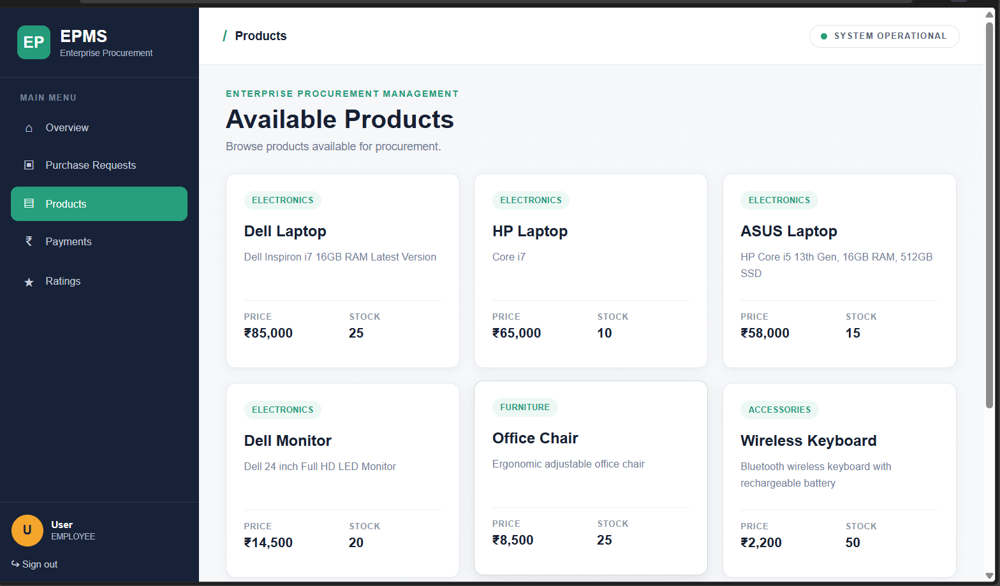 EP
EPMS
Enterprise Procurement
MAIN MENU
Overview
Purchase Requests
Products
₹ Payments
Ratings
U
User
EMPLOYEE
Sign out
/ Products
SYSTEM OPERATIONAL
ENTERPRISE PROCUREMENT MANAGEMENT
Available Products
Browse products available for procurement.
ELECTRONICS
Dell Laptop
Dell Inspiron i7 16GB RAM Latest Version
PRICE STOCK
₹85,000 25
ELECTRONICS
HP Laptop
Core i7
PRICE STOCK
₹65,000 10
ELECTRONICS
ASUS Laptop
HP Core i5 13th Gen, 16GB RAM, 512GB
SSD
PRICE STOCK
₹58,000 15
ELECTRONICS
Dell Monitor
Dell 24 inch Full HD LED Monitor
PRICE STOCK
₹14,500 20
FURNITURE
Office Chair
Ergonomic adjustable office chair
PRICE STOCK
₹8,500 25
ACCESSORIES
Wireless Keyboard
Bluetooth wireless keyboard with
rechargeable battery
PRICE STOCK
₹2,200 50